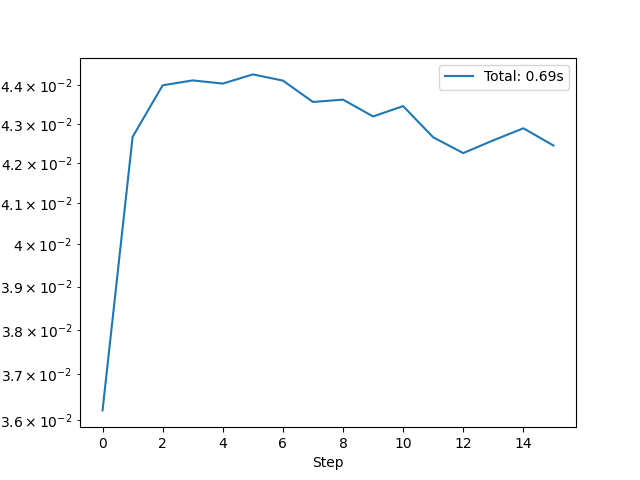 Total: 0.69s
4.4 × 10⁻²
4.3 × 10⁻²
4.2 × 10⁻²
4.1 × 10⁻²
4 × 10⁻²
3.9 × 10⁻²
3.8 × 10⁻²
3.7 × 10⁻²
3.6 × 10⁻²
0 2 4 6 8 10 12 14
Step